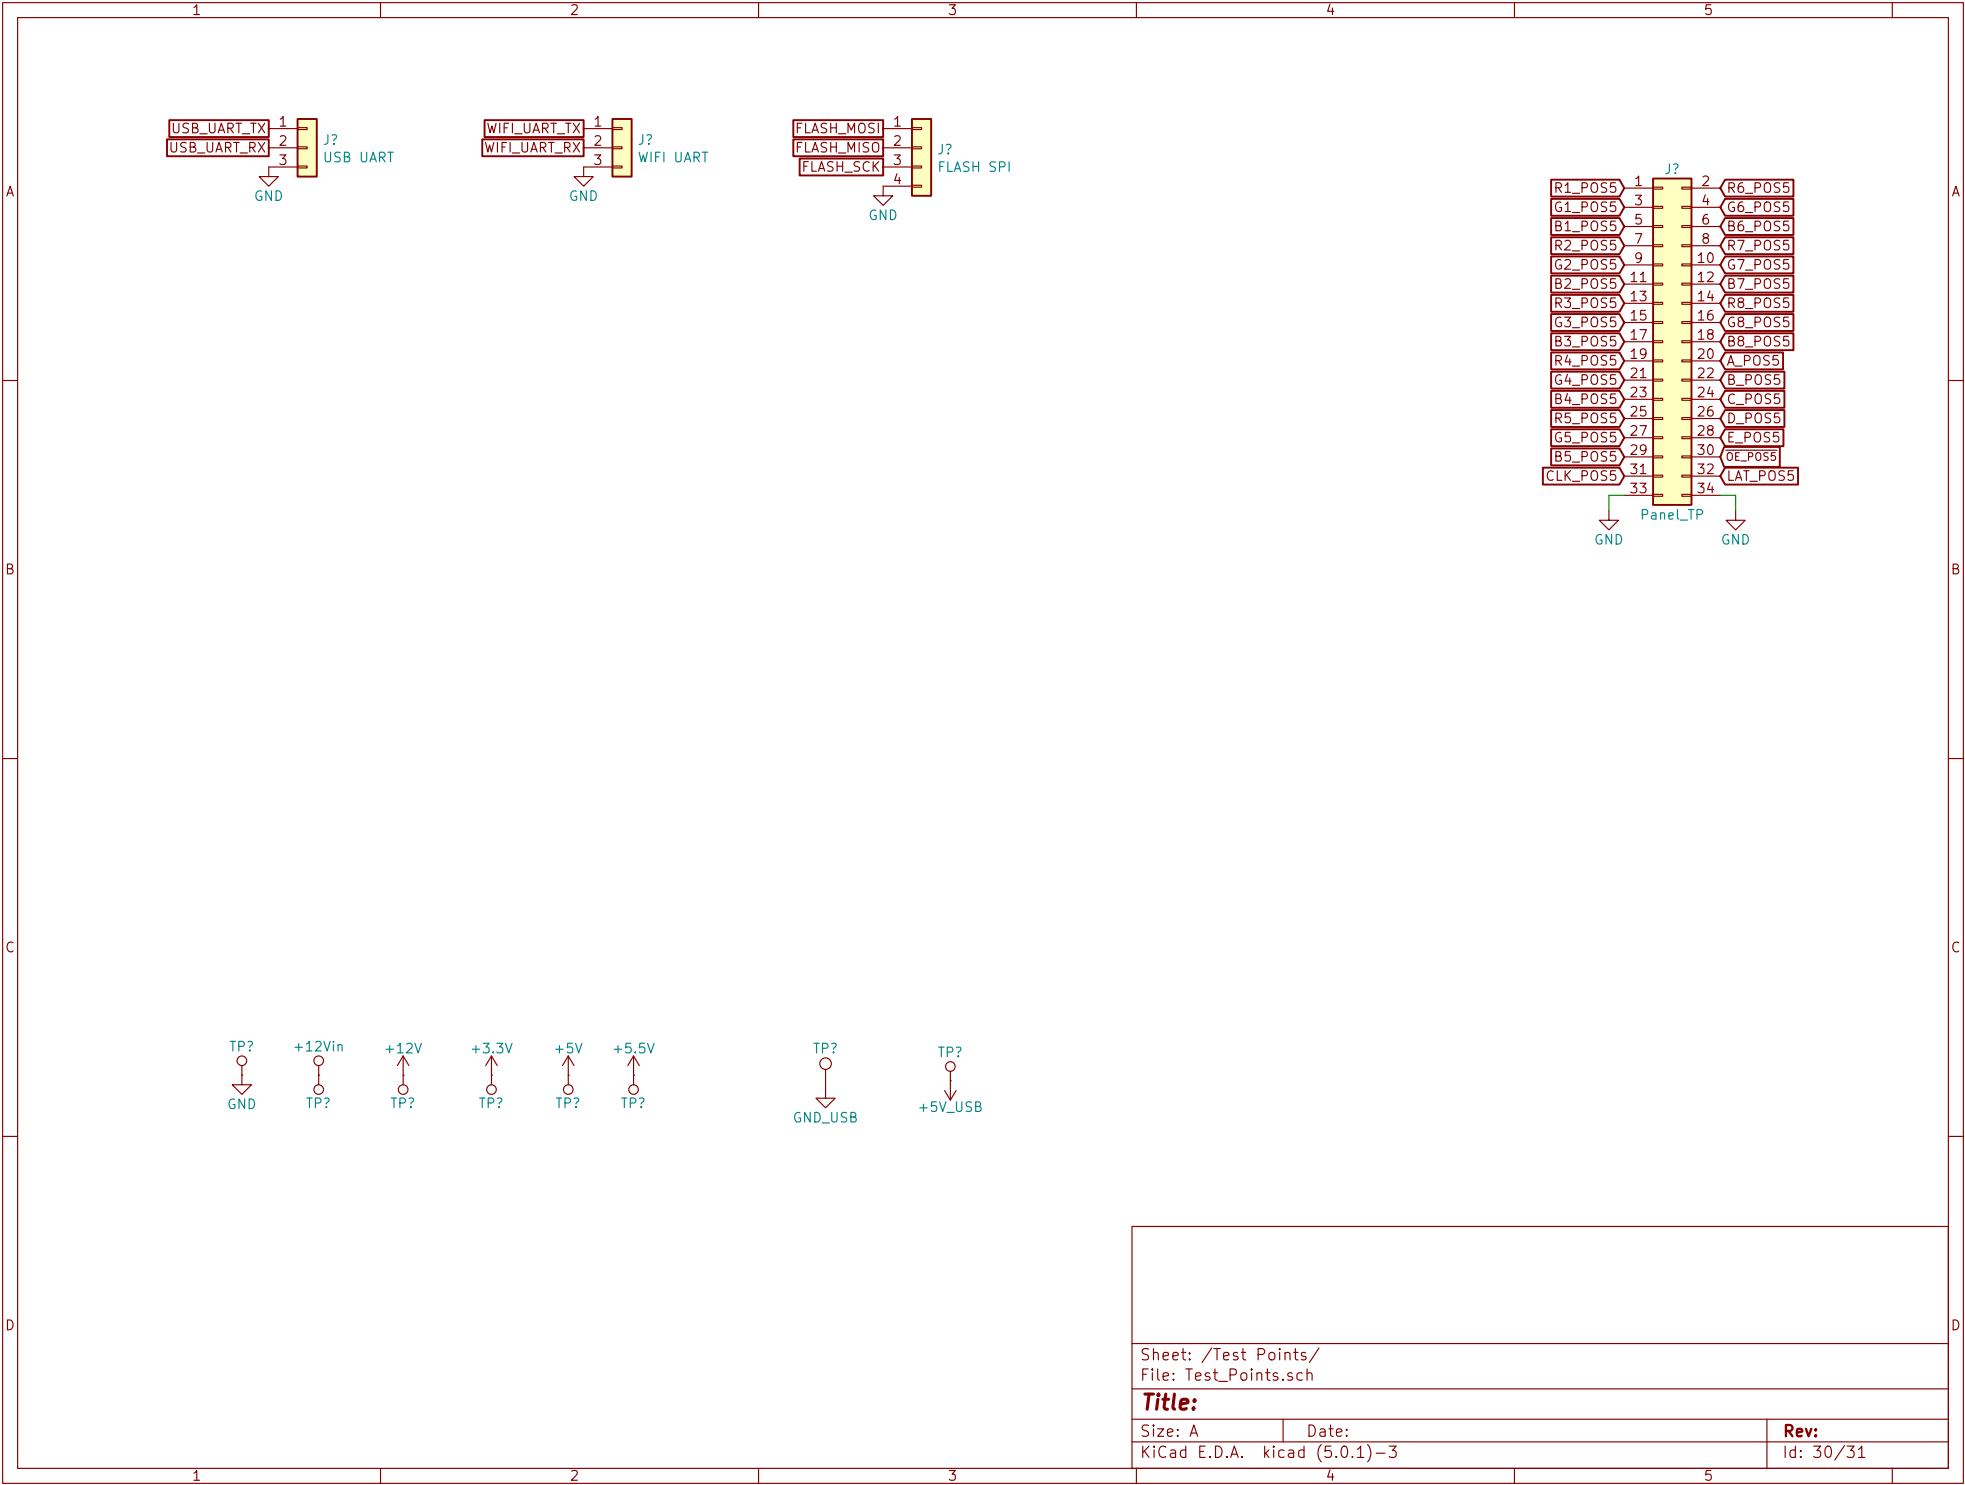 1 2 3 4 5
USB_UART_TX 1
USB_UART_RX 2
3
J?
USB UART
GND
WIFI_UART_TX 1
WIFI_UART_RX 2
3
J?
WIFI UART
GND
FLASH_MOSI 1
FLASH_MISO 2
FLASH_SCK 3
4
J?
FLASH SPI
GND
J?
R1_POS5 1 2 R6_POS5
G1_POS5 3 4 G6_POS5
B1_POS5 5 6 B6_POS5
R2_POS5 7 8 R7_POS5
G2_POS5 9 10 G7_POS5
B2_POS5 11 12 B7_POS5
R3_POS5 13 14 R8_POS5
G3_POS5 15 16 G8_POS5
B3_POS5 17 18 B8_POS5
R4_POS5 19 20 A_POS5
G4_POS5 21 22 B_POS5
B4_POS5 23 24 C_POS5
R5_POS5 25 26 D_POS5
G5_POS5 27 28 E_POS5
B5_POS5 29 30 OE_POS5
CLK_POS5 31 32 LAT_POS5
33 34
Panel_TP
GND GND
A A
B B
C C
D D
TP? +12Vin +12V +3.3V +5V +5.5V TP? TP?
GND TP? TP? TP? TP? TP? GND_USB +5V_USB
Sheet: /Test Points/
File: Test_Points.sch
Title:
Size: A Date: Rev:
KiCad E.D.A. kicad (5.0.1)-3 Id: 30/31
1 2 3 4 5